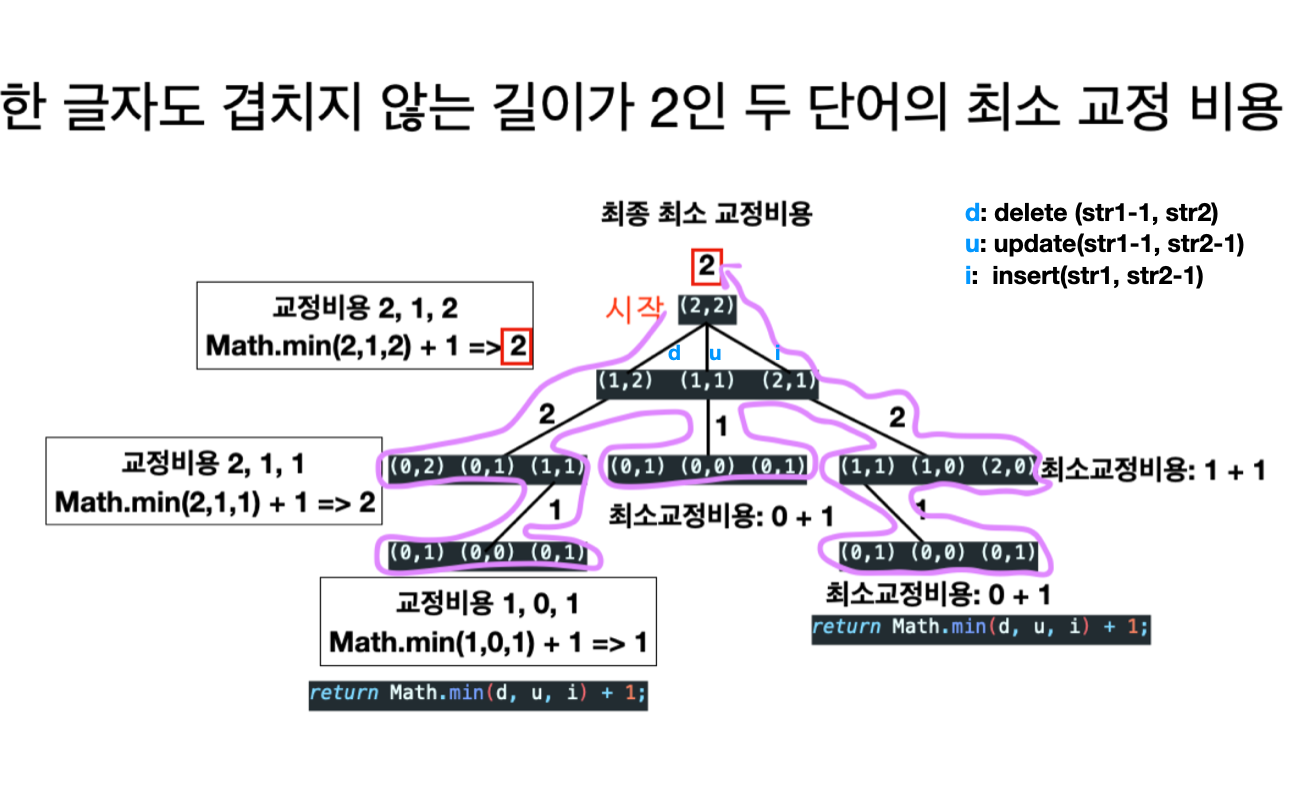 한 글자도 겹치지 않는 길이가 2인 두 단어의 최소 교정 비용
최종 최소 교정비용
d: delete (str1-1, str2)
u: update(str1-1, str2-1)
i: insert(str1, str2-1)
2
교정비용 2, 1, 2
Math.min(2,1,2) + 1 => 2
시작
(2,2)
d u i
(1,2) (1,1) (2,1)
2
1
2
교정비용 2, 1, 1
Math.min(2,1,1) + 1 => 2
(0,2) (0,1) (1,1)
(0,1) (0,0) (0,1)
(1,1) (1,0) (2,0)
최소교정비용: 1 + 1
1
최소교정비용: 0 + 1
1
(0,1) (0,0) (0,1)
(0,1) (0,0) (0,1)
교정비용 1, 0, 1
Math.min(1,0,1) + 1 => 1
최소교정비용: 0 + 1
return Math.min(d, u, i) + 1;
return Math.min(d, u, i) + 1;